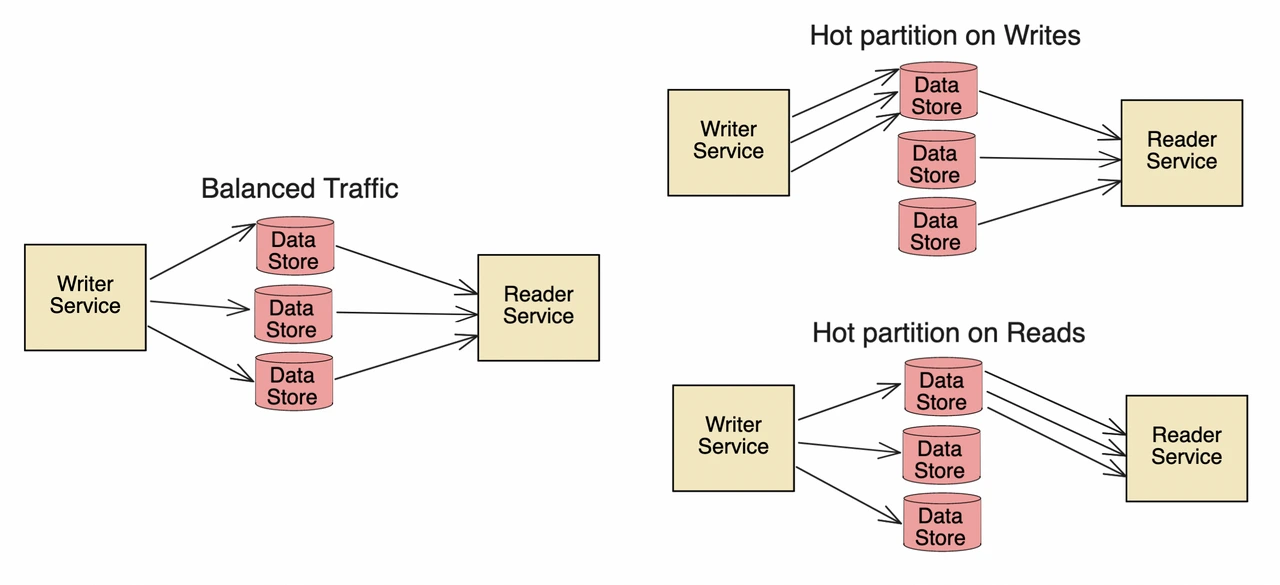 Balanced Traffic
Writer
Service
Data
Store
Data
Store
Data
Store
Reader
Service
Hot partition on Writes
Writer
Service
Data
Store
Data
Store
Data
Store
Reader
Service
Hot partition on Reads
Writer
Service
Data
Store
Data
Store
Data
Store
Reader
Service